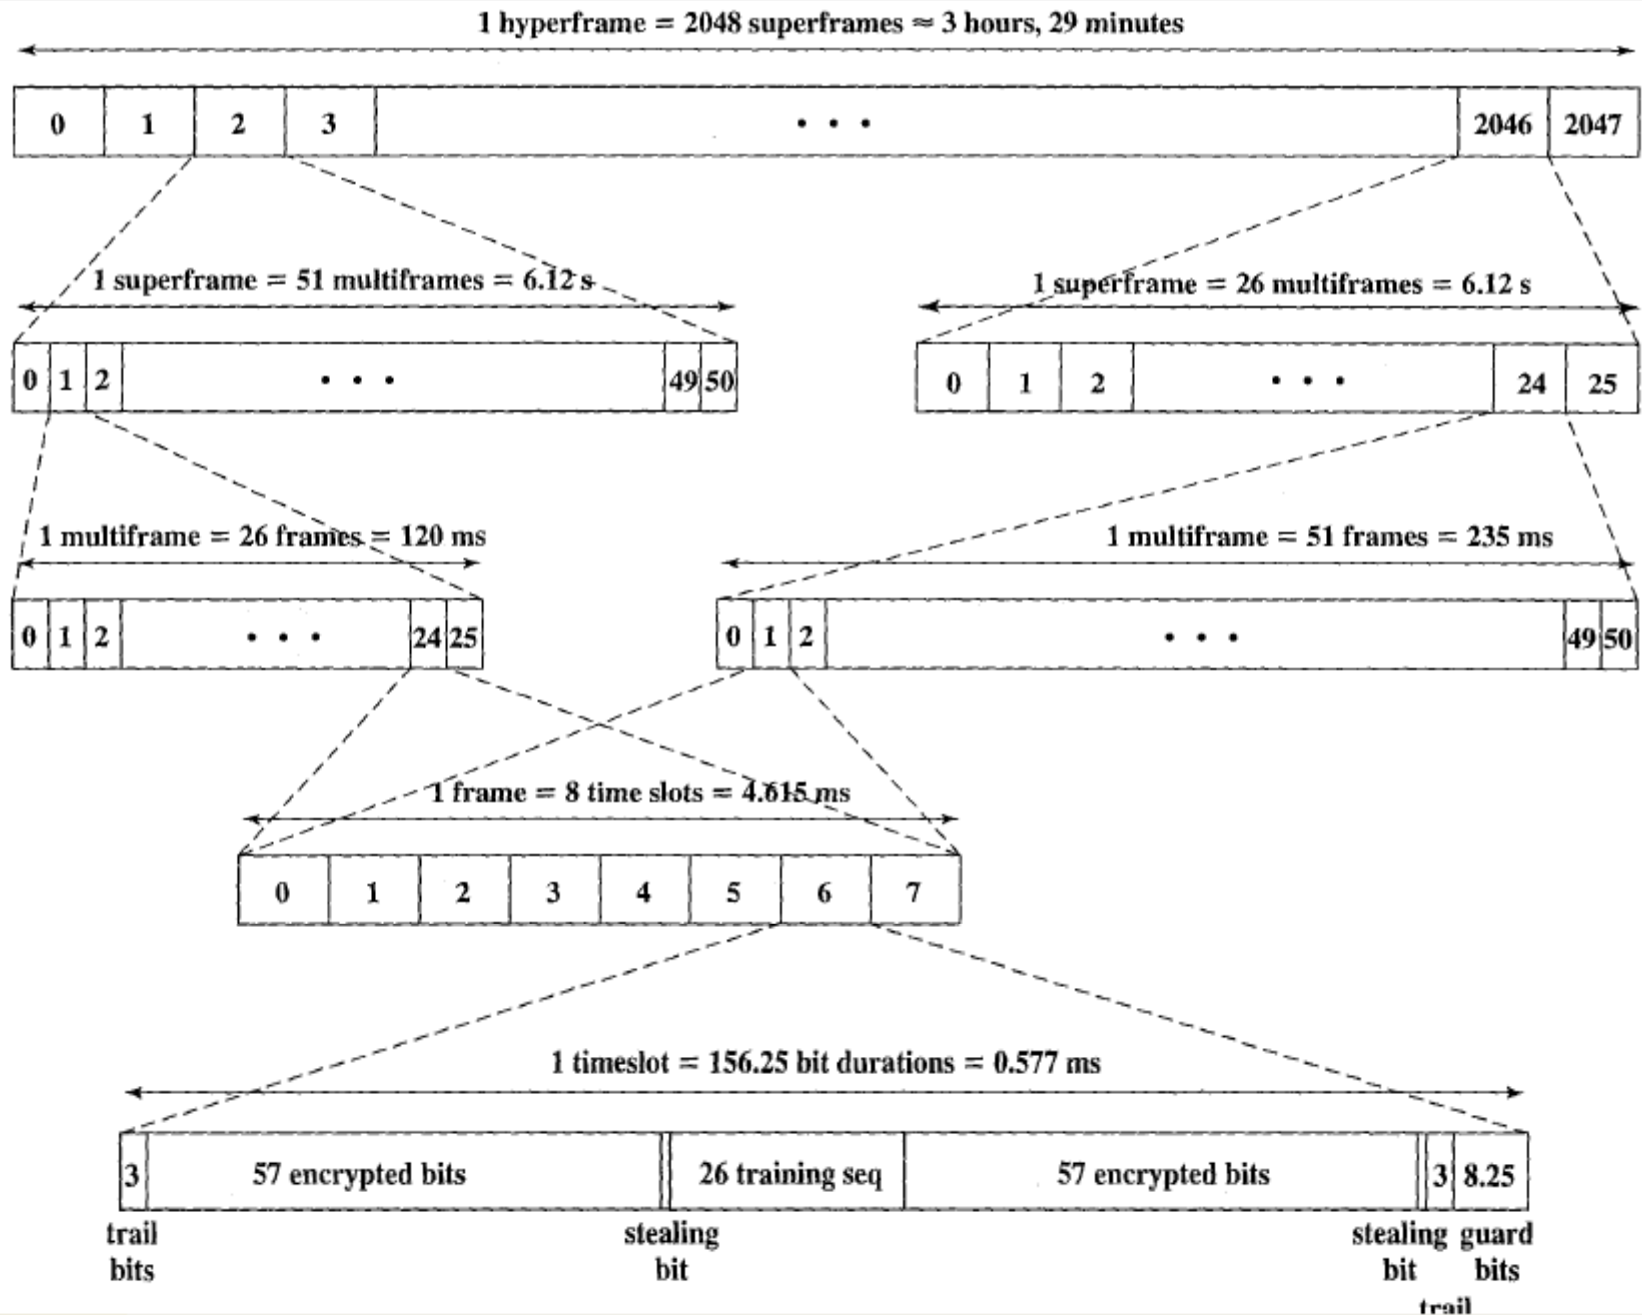 1 hyperframe = 2048 superframes ≈ 3 hours, 29 minutes
0 1 2 3 • • • 2046 2047
1 superframe = 51 multiframes = 6.12 s
1 superframe = 26 multiframes = 6.12 s
0 1 2 • • • 49 50
0 1 2 • • • 24 25
1 multiframe = 26 frames = 120 ms
1 multiframe = 51 frames = 235 ms
0 1 2 • • • 24 25
0 1 2 • • • 49 50
1 frame = 8 time slots = 4.615 ms
0 1 2 3 4 5 6 7
1 timeslot = 156.25 bit durations = 0.577 ms
3 57 encrypted bits 26 training seq 57 encrypted bits 3 8.25
trail
bits
stealing
bit
stealing
bit
guard
bits
trail